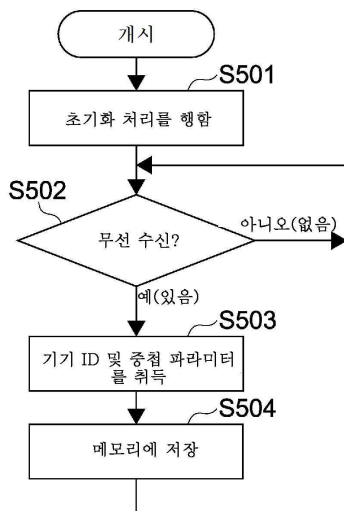 개시
S501
초기화 처리를 행함
S502
무선 수신?
아니오(없음)
예(있음)
S503
기기 ID 및 중첩 파라미터
를 취득
S504
메모리에 저장